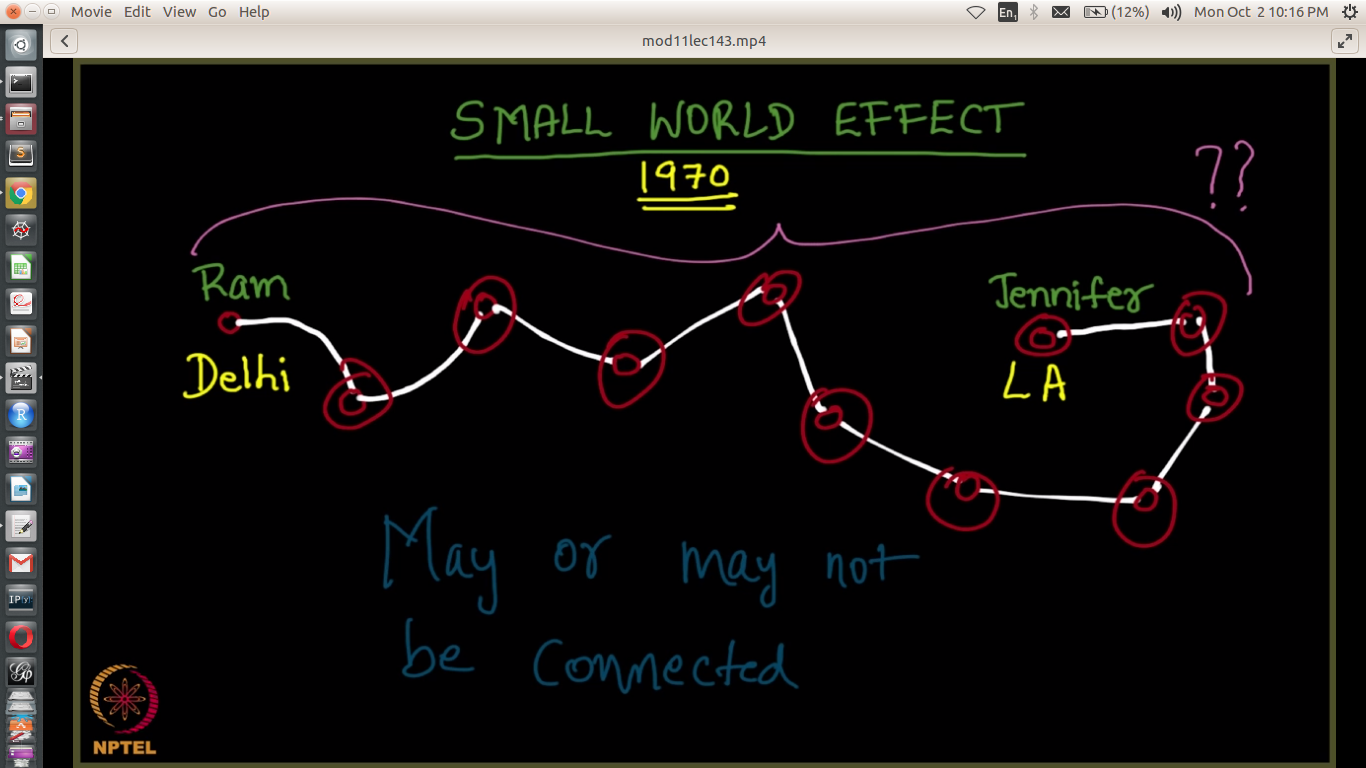 Movie Edit View Go Help
En1 (12%) Mon Oct 2 10:16 PM
mod11lec143.mp4
SMALL WORLD EFFECT
1970
??
Ram
Jennifer
Delhi
LA
May or may not
be connected
NPTEL